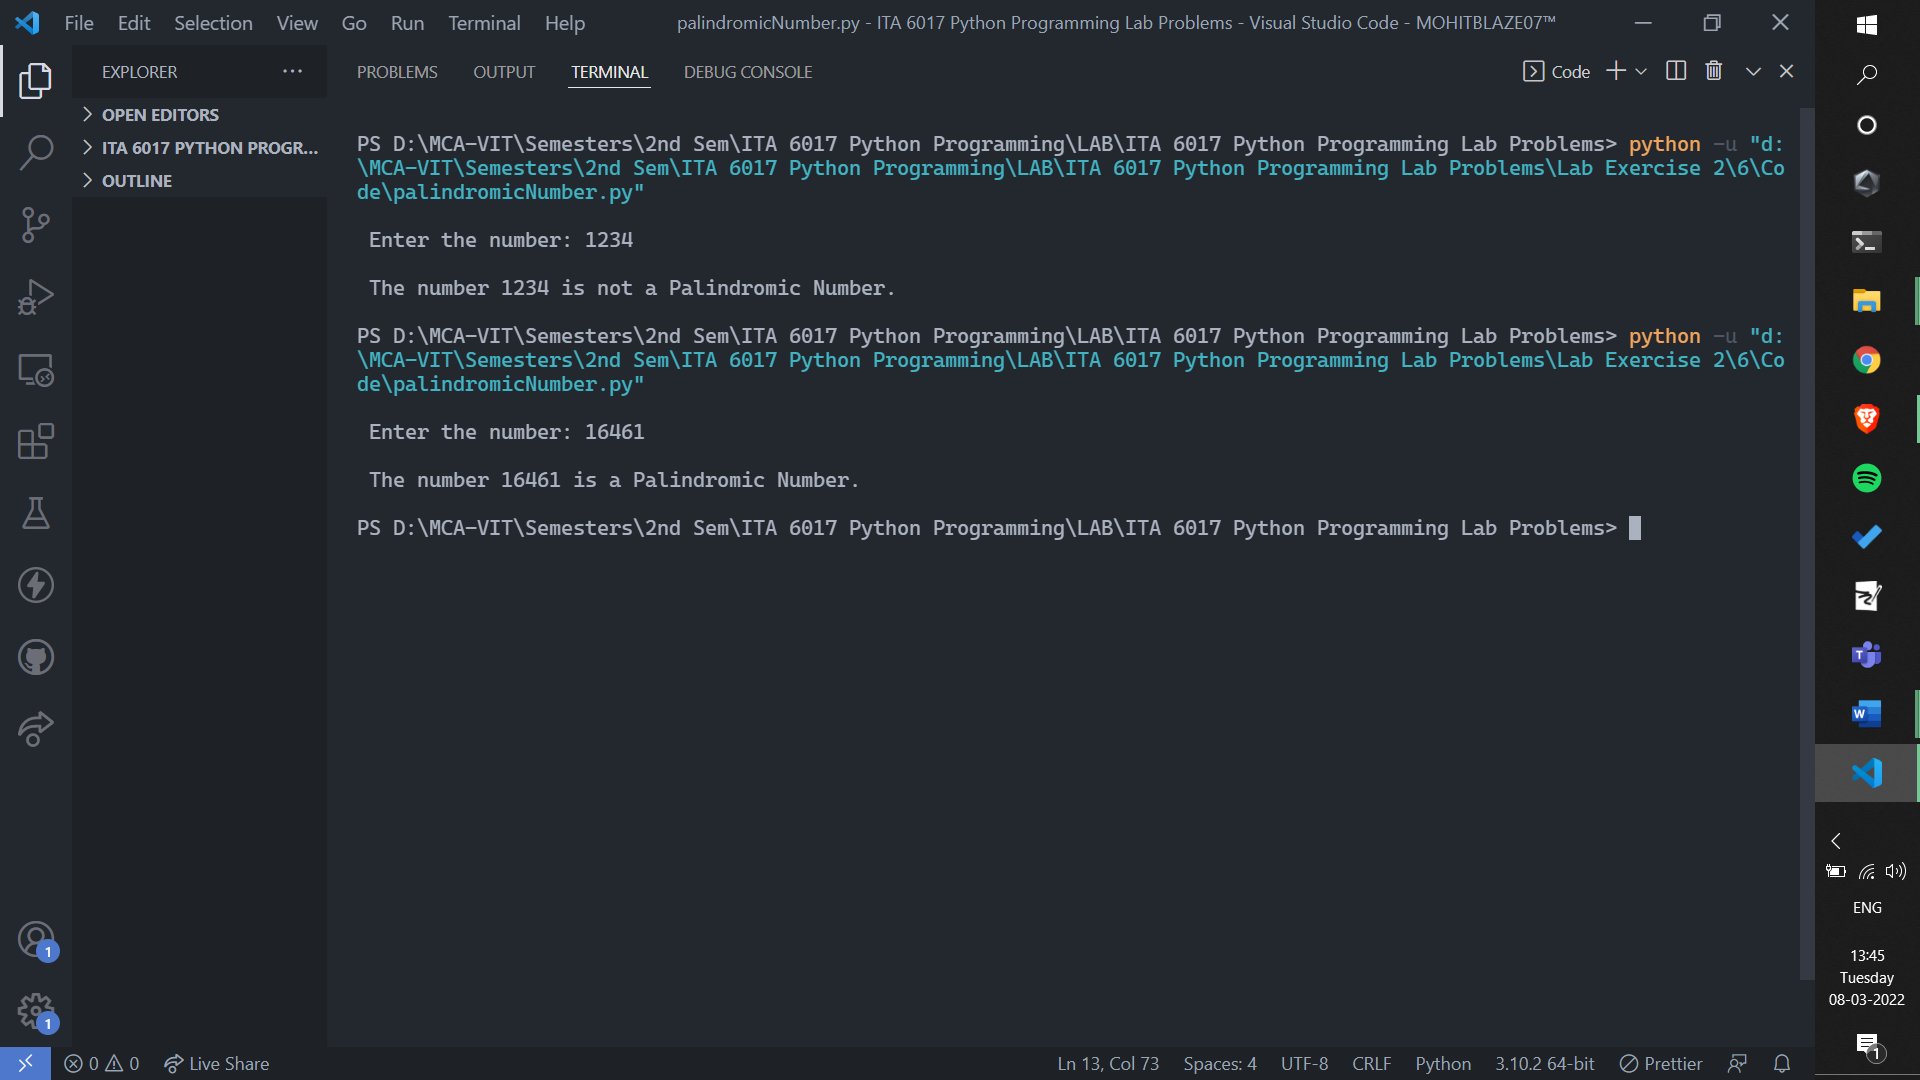 File Edit Selection View Go Run Terminal Help
palindromicNumber.py - ITA 6017 Python Programming Lab Problems - Visual Studio Code - MOHITBLAZE07™
EXPLORER
OPEN EDITORS
ITA 6017 PYTHON PROGR...
OUTLINE
PROBLEMS OUTPUT TERMINAL DEBUG CONSOLE
Code
PS D:\MCA-VIT\Semesters\2nd Sem\ITA 6017 Python Programming\LAB\ITA 6017 Python Programming Lab Problems> python -u "d:
\MCA-VIT\Semesters\2nd Sem\ITA 6017 Python Programming\LAB\ITA 6017 Python Programming Lab Problems\Lab Exercise 2\6\Co
de\palindromicNumber.py"
Enter the number: 1234
The number 1234 is not a Palindromic Number.
PS D:\MCA-VIT\Semesters\2nd Sem\ITA 6017 Python Programming\LAB\ITA 6017 Python Programming Lab Problems> python -u "d:
\MCA-VIT\Semesters\2nd Sem\ITA 6017 Python Programming\LAB\ITA 6017 Python Programming Lab Problems\Lab Exercise 2\6\Co
de\palindromicNumber.py"
Enter the number: 16461
The number 16461 is a Palindromic Number.
PS D:\MCA-VIT\Semesters\2nd Sem\ITA 6017 Python Programming\LAB\ITA 6017 Python Programming Lab Problems>
1
1
0 0 Live Share
Ln 13, Col 73 Spaces: 4 UTF-8 CRLF Python 3.10.2 64-bit Prettier
T
W
ENG
13:45
Tuesday
08-03-2022
1